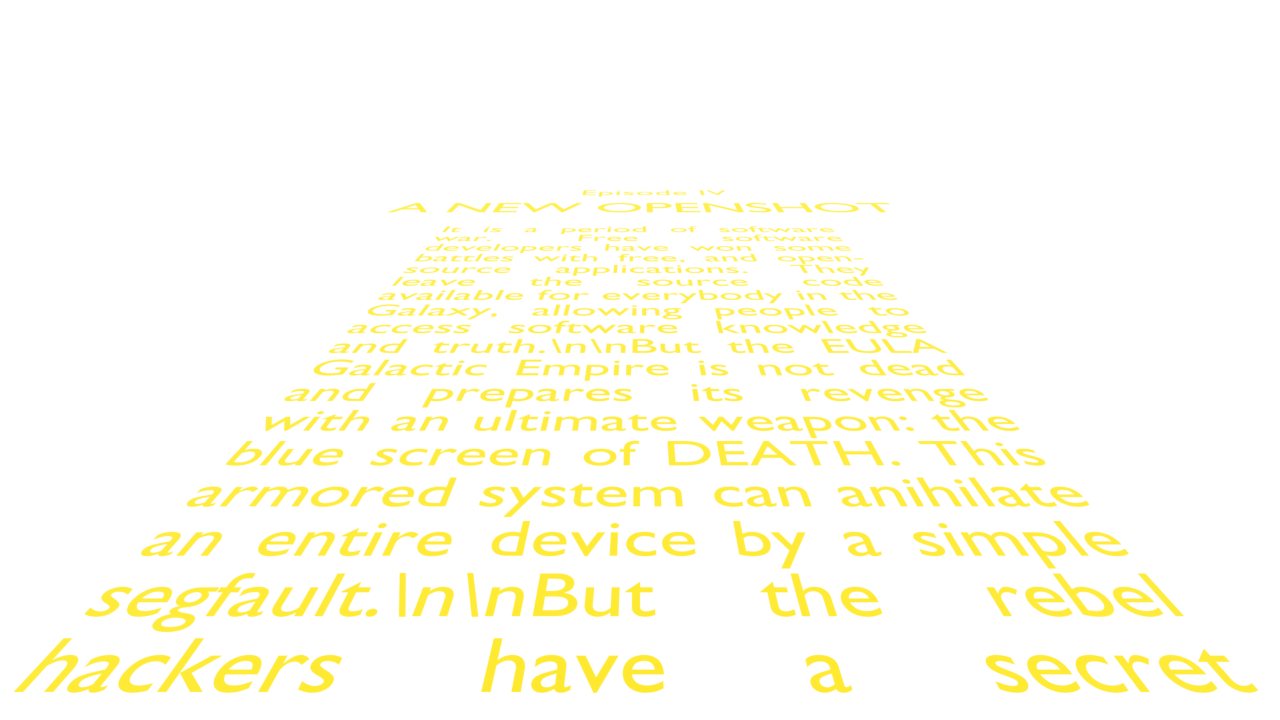 Episode IV
A NEW OPENSHOT
It is a period of software
war. Free software
developers have won some
battles with free, and open-
source applications. They
leave the source code
available for everybody in the
Galaxy, allowing people to
access software knowledge
and truth.\n\nBut the EULA
Galactic Empire is not dead
and prepares its revenge
with an ultimate weapon: the
blue screen of DEATH. This
armored system can anihilate
an entire device by a simple
segfault.\n\nBut the rebel
hackers have a secret